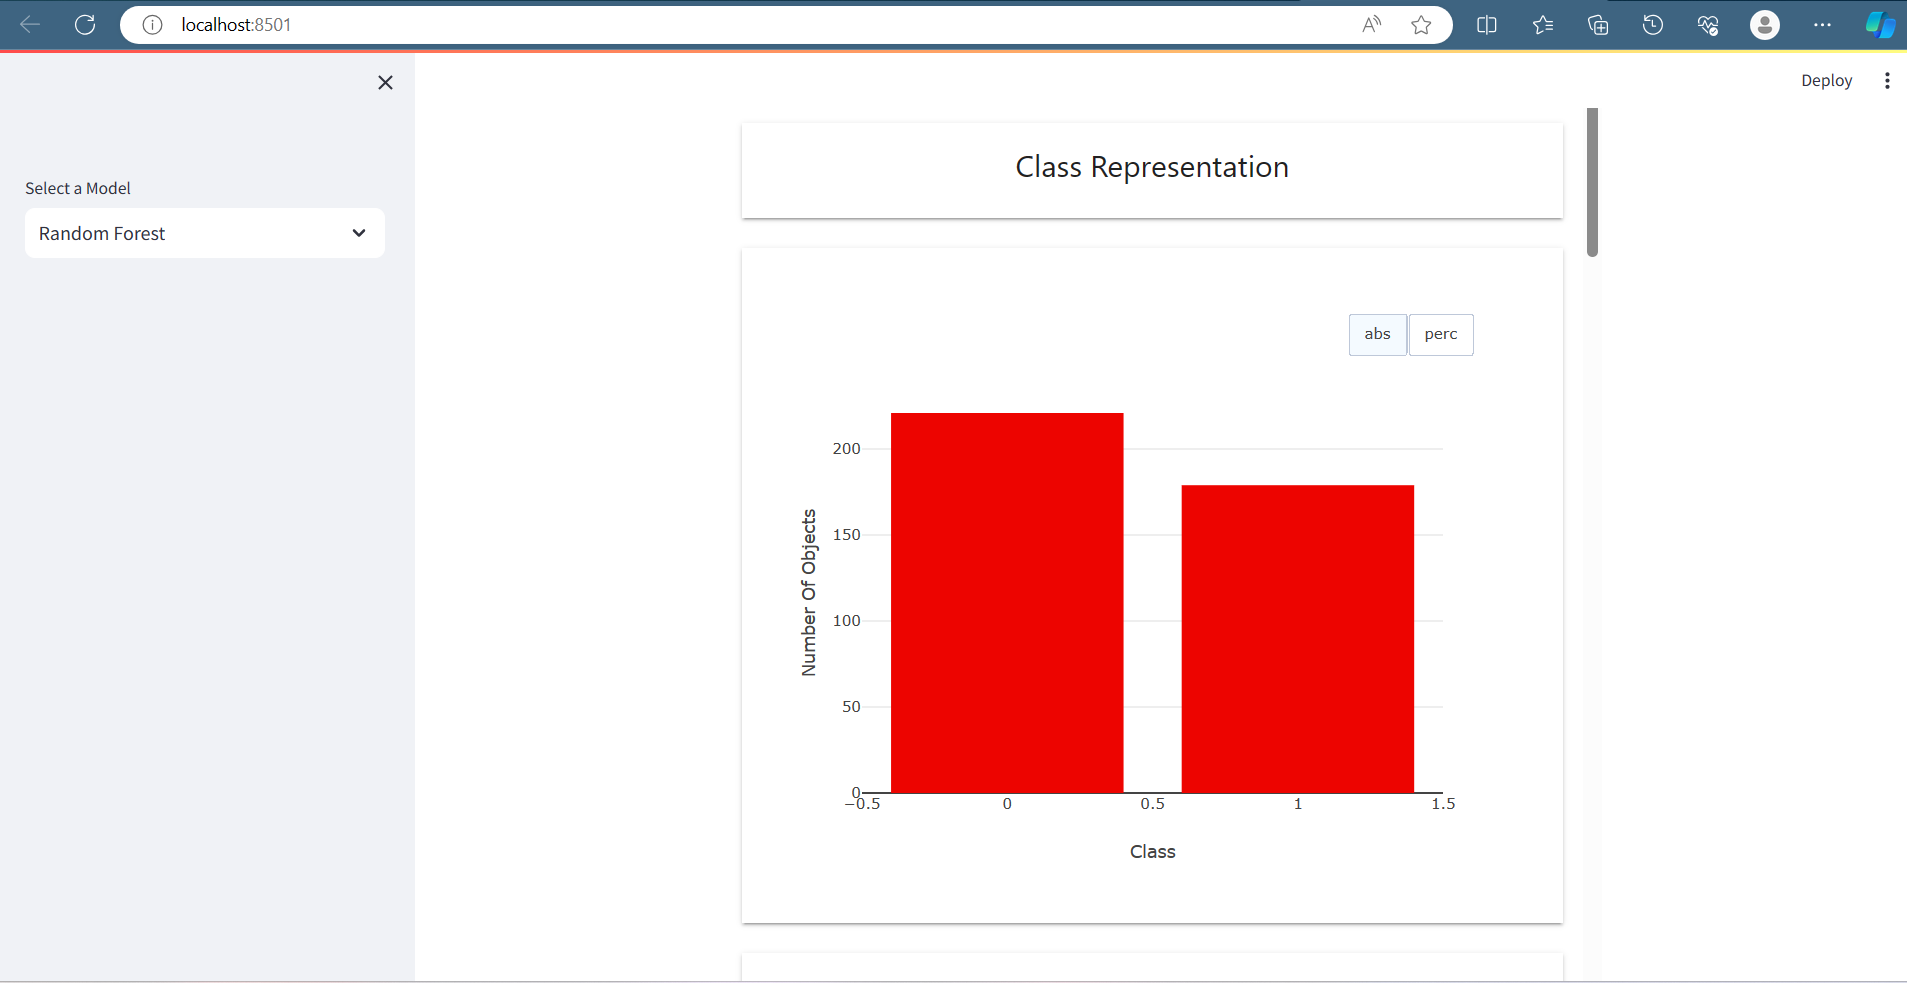 localhost:8501
Deploy
Select a Model
Random Forest
Class Representation
abs
perc
200
150
100
50
0
Number Of Objects
−0.5
0
0.5
1
1.5
Class